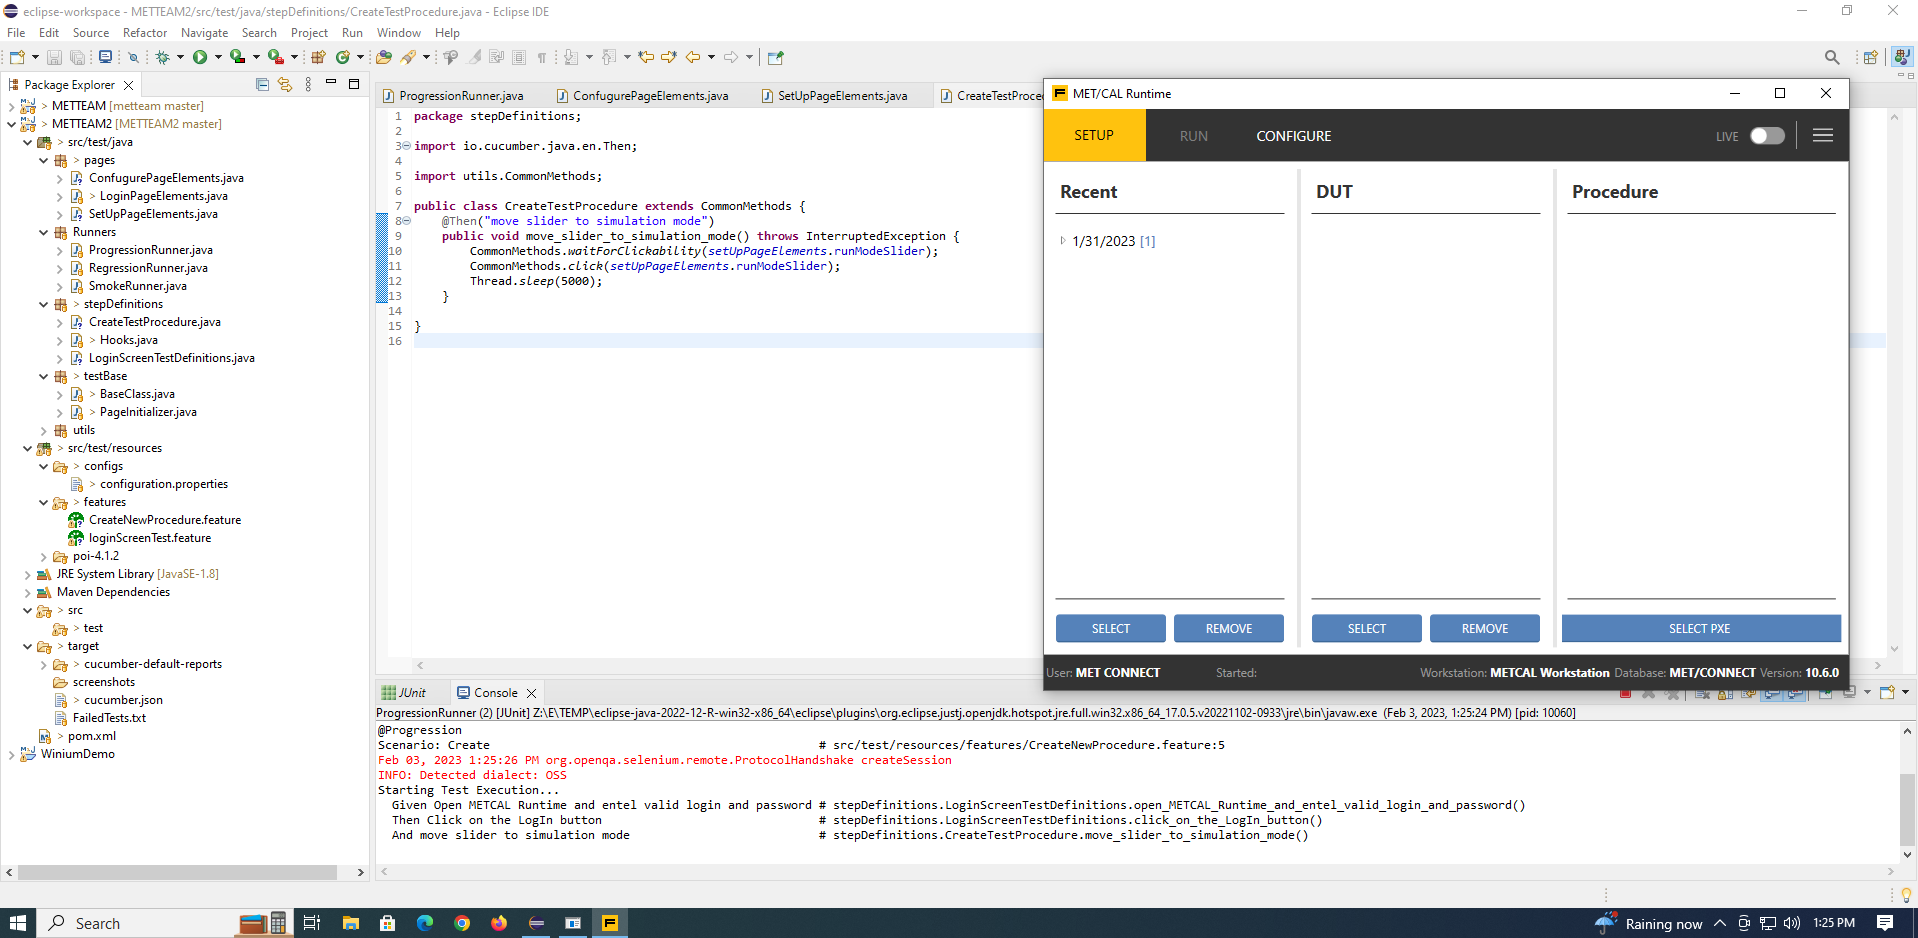 eclipse-workspace - METTEAM2/src/test/java/stepDefinitions/CreateTestProcedure.java - Eclipse IDE
File Edit Source Refactor Navigate Search Project Run Window Help
Package Explorer
METTEAM [metteam master]
METTEAM2 [METTEAM2 master]
src/test/java
pages
ConfugurePageElements.java
LoginPageElements.java
SetUpPageElements.java
Runners
ProgressionRunner.java
RegressionRunner.java
SmokeRunner.java
stepDefinitions
CreateTestProcedure.java
Hooks.java
LoginScreenTestDefinitions.java
testBase
BaseClass.java
PageInitializer.java
utils
src/test/resources
configs
configuration.properties
features
CreateNewProcedure.feature
loginScreenTest.feature
poi-4.1.2
JRE System Library [JavaSE-1.8]
Maven Dependencies
src
test
target
cucumber-default-reports
screenshots
cucumber.json
FailedTests.txt
pom.xml
WiniumDemo
ProgressionRunner.java ConfugurePageElements.java SetUpPageElements.java CreateTestProced
1 package stepDefinitions;
2
3 import io.cucumber.java.en.Then;
4
5 import utils.CommonMethods;
6
7 public class CreateTestProcedure extends CommonMethods {
8 @Then("move slider to simulation mode")
9 public void move_slider_to_simulation_mode() throws InterruptedException {
10 CommonMethods.waitForClickability(setUpPageElements.runModeSlider);
11 CommonMethods.click(setUpPageElements.runModeSlider);
12 Thread.sleep(5000);
13 }
14
15 }
16
MET/CAL Runtime
SETUP RUN CONFIGURE LIVE
Recent DUT Procedure
1/31/2023 [1]
SELECT REMOVE SELECT REMOVE SELECT PXE
User: MET CONNECT Started: Workstation: METCAL Workstation Database: MET/CONNECT Version: 10.6.0
JUnit Console
ProgressionRunner (2) [JUnit] Z:\E\TEMP\eclipse-java-2022-12-R-win32-x86_64\eclipse\plugins\org.eclipse.justj.openjdk.hotspot.jre.full.win32.x86_64_17.0.5.v20221102-0933\jre\bin\javaw.exe (Feb 3, 2023, 1:25:24 PM) [pid: 10060]
@Progression
Scenario: Create # src/test/resources/features/CreateNewProcedure.feature:5
Feb 03, 2023 1:25:26 PM org.openqa.selenium.remote.ProtocolHandshake createSession
INFO: Detected dialect: OSS
Starting Test Execution...
Given Open METCAL Runtime and entel valid login and password # stepDefinitions.LoginScreenTestDefinitions.open_METCAL_Runtime_and_entel_valid_login_and_password()
Then Click on the LogIn button # stepDefinitions.LoginScreenTestDefinitions.click_on_the_LogIn_button()
And move slider to simulation mode # stepDefinitions.CreateTestProcedure.move_slider_to_simulation_mode()
Search
Raining now 1:25 PM